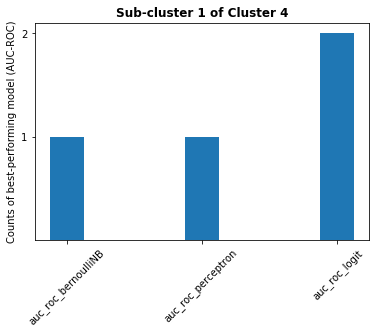 Sub-cluster 1 of Cluster 4
Counts of best-performing model (AUC-ROC)
2
1
auc_roc_bernoulliNB
auc_roc_perceptron
auc_roc_logit